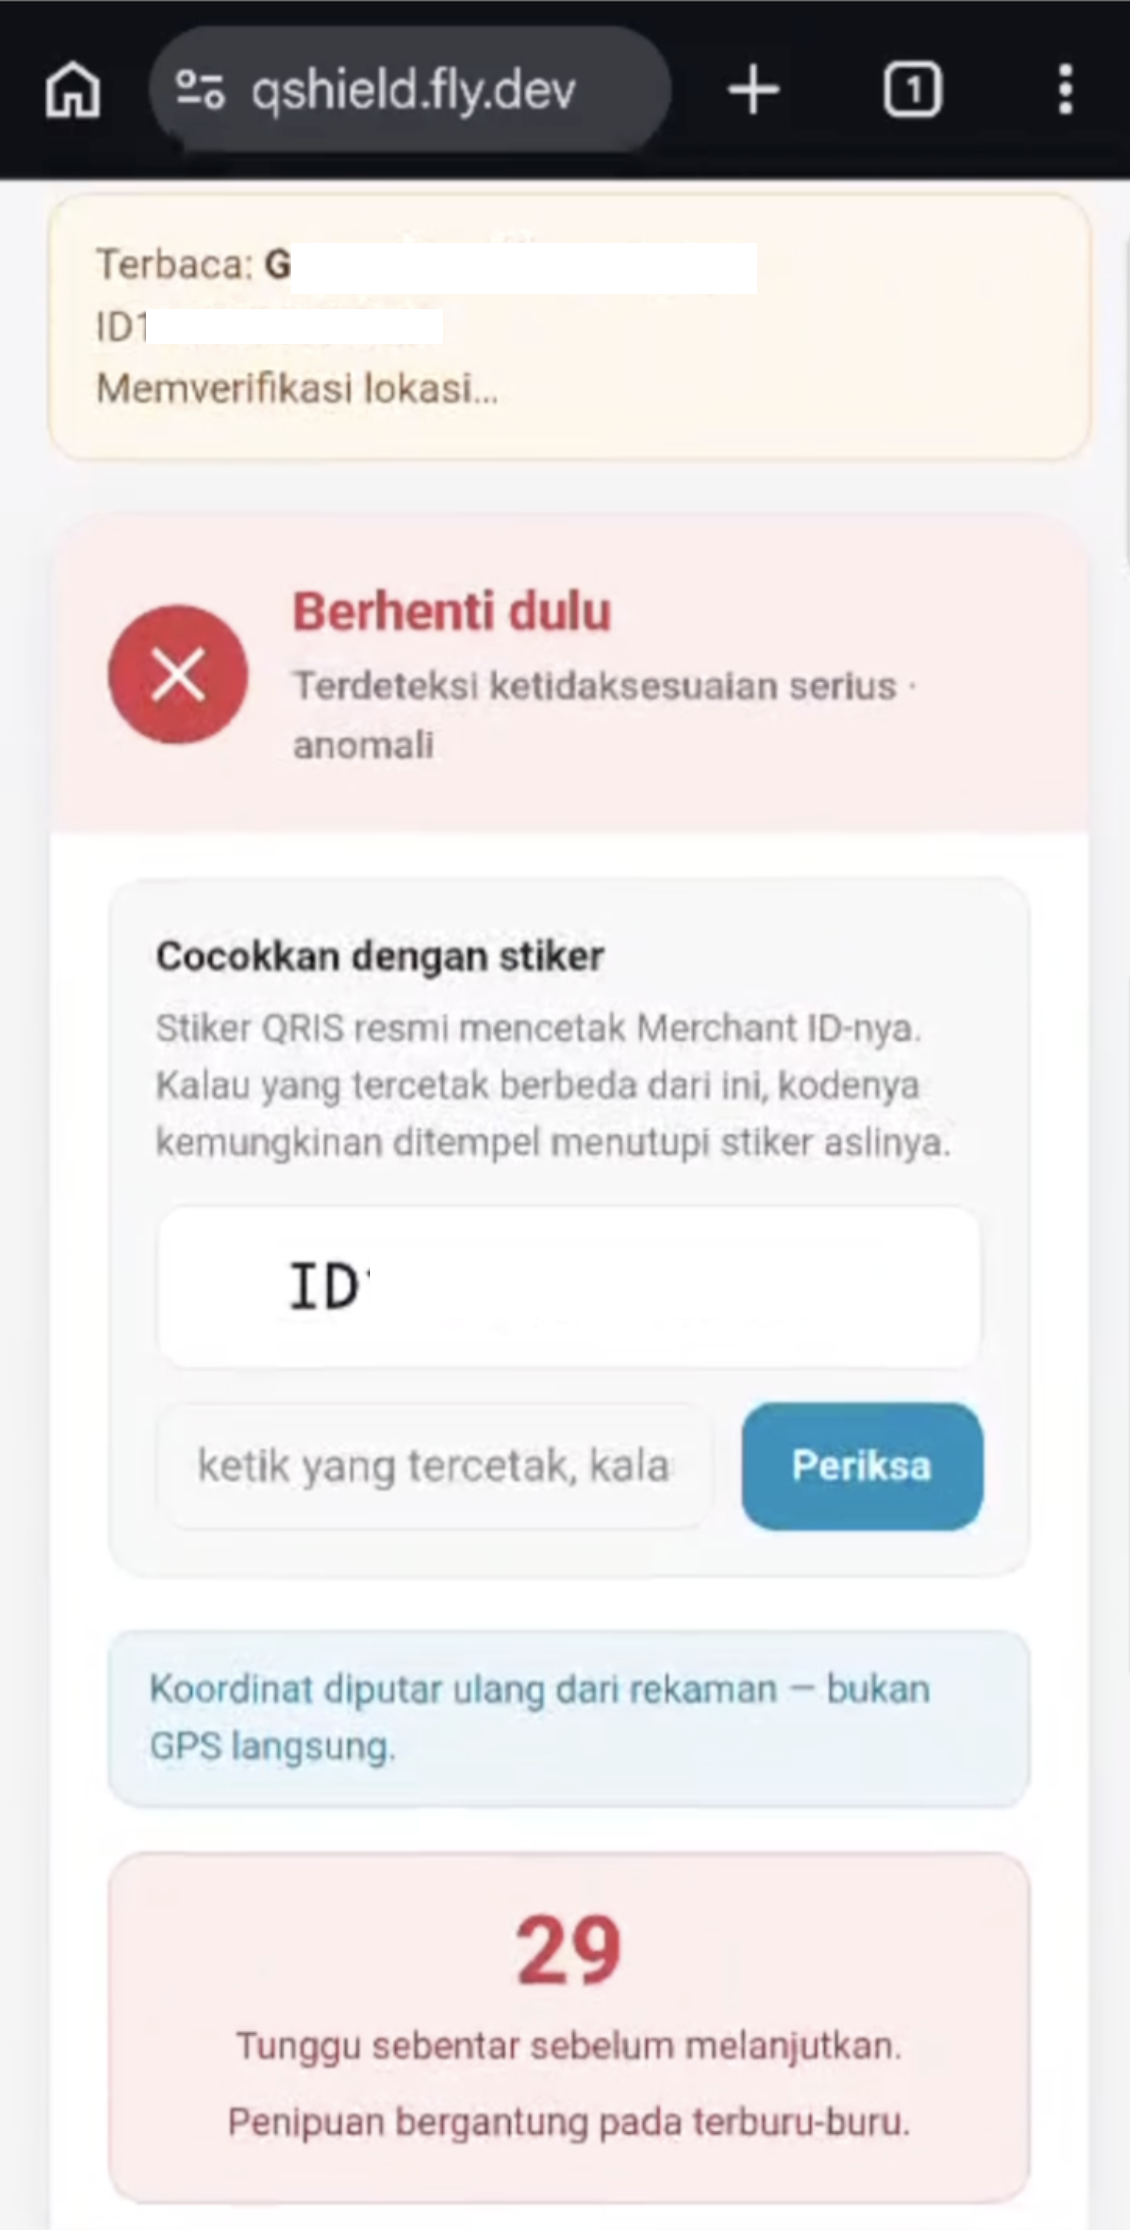 qshield.fly.dev
1
Terbaca: G
ID1
Memverifikasi lokasi...
Berhenti dulu
Terdeteksi ketidaksesuaian serius ·
anomali
Cocokkan dengan stiker
Stiker QRIS resmi mencetak Merchant ID-nya.
Kalau yang tercetak berbeda dari ini, kodenya
kemungkinan ditempel menutupi stiker aslinya.
ID
ketik yang tercetak, kala
Periksa
Koordinat diputar ulang dari rekaman — bukan
GPS langsung.
29
Tunggu sebentar sebelum melanjutkan.
Penipuan bergantung pada terburu-buru.